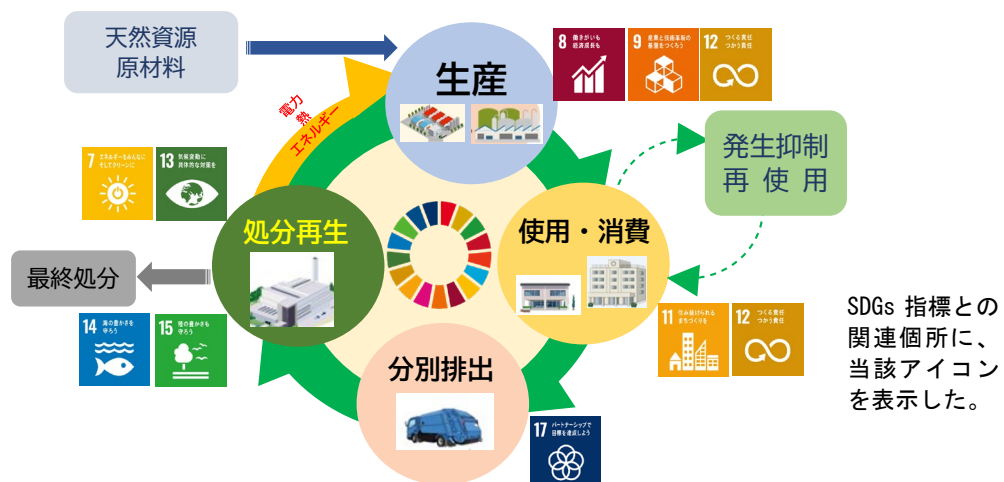 天然資源
原材料
生産
8 働きがいも
経済成長も
9 産業と技術革新の
基盤をつくろう
12 つくる責任
つかう責任
電力
熱
エネルギー
発生抑制
再使用
7 エネルギーをみんなに
そしてクリーンに
13 気候変動に
具体的な対策を
処分再生
使用・消費
最終処分
14 海の豊かさを
守ろう
15 陸の豊かさも
守ろう
11 住み続けられる
まちづくりを
12 つくる責任
つかう責任
SDGs 指標との
関連個所に、
当該アイコン
を表示した。
分別排出
17 パートナーシップで
目標を達成しよう